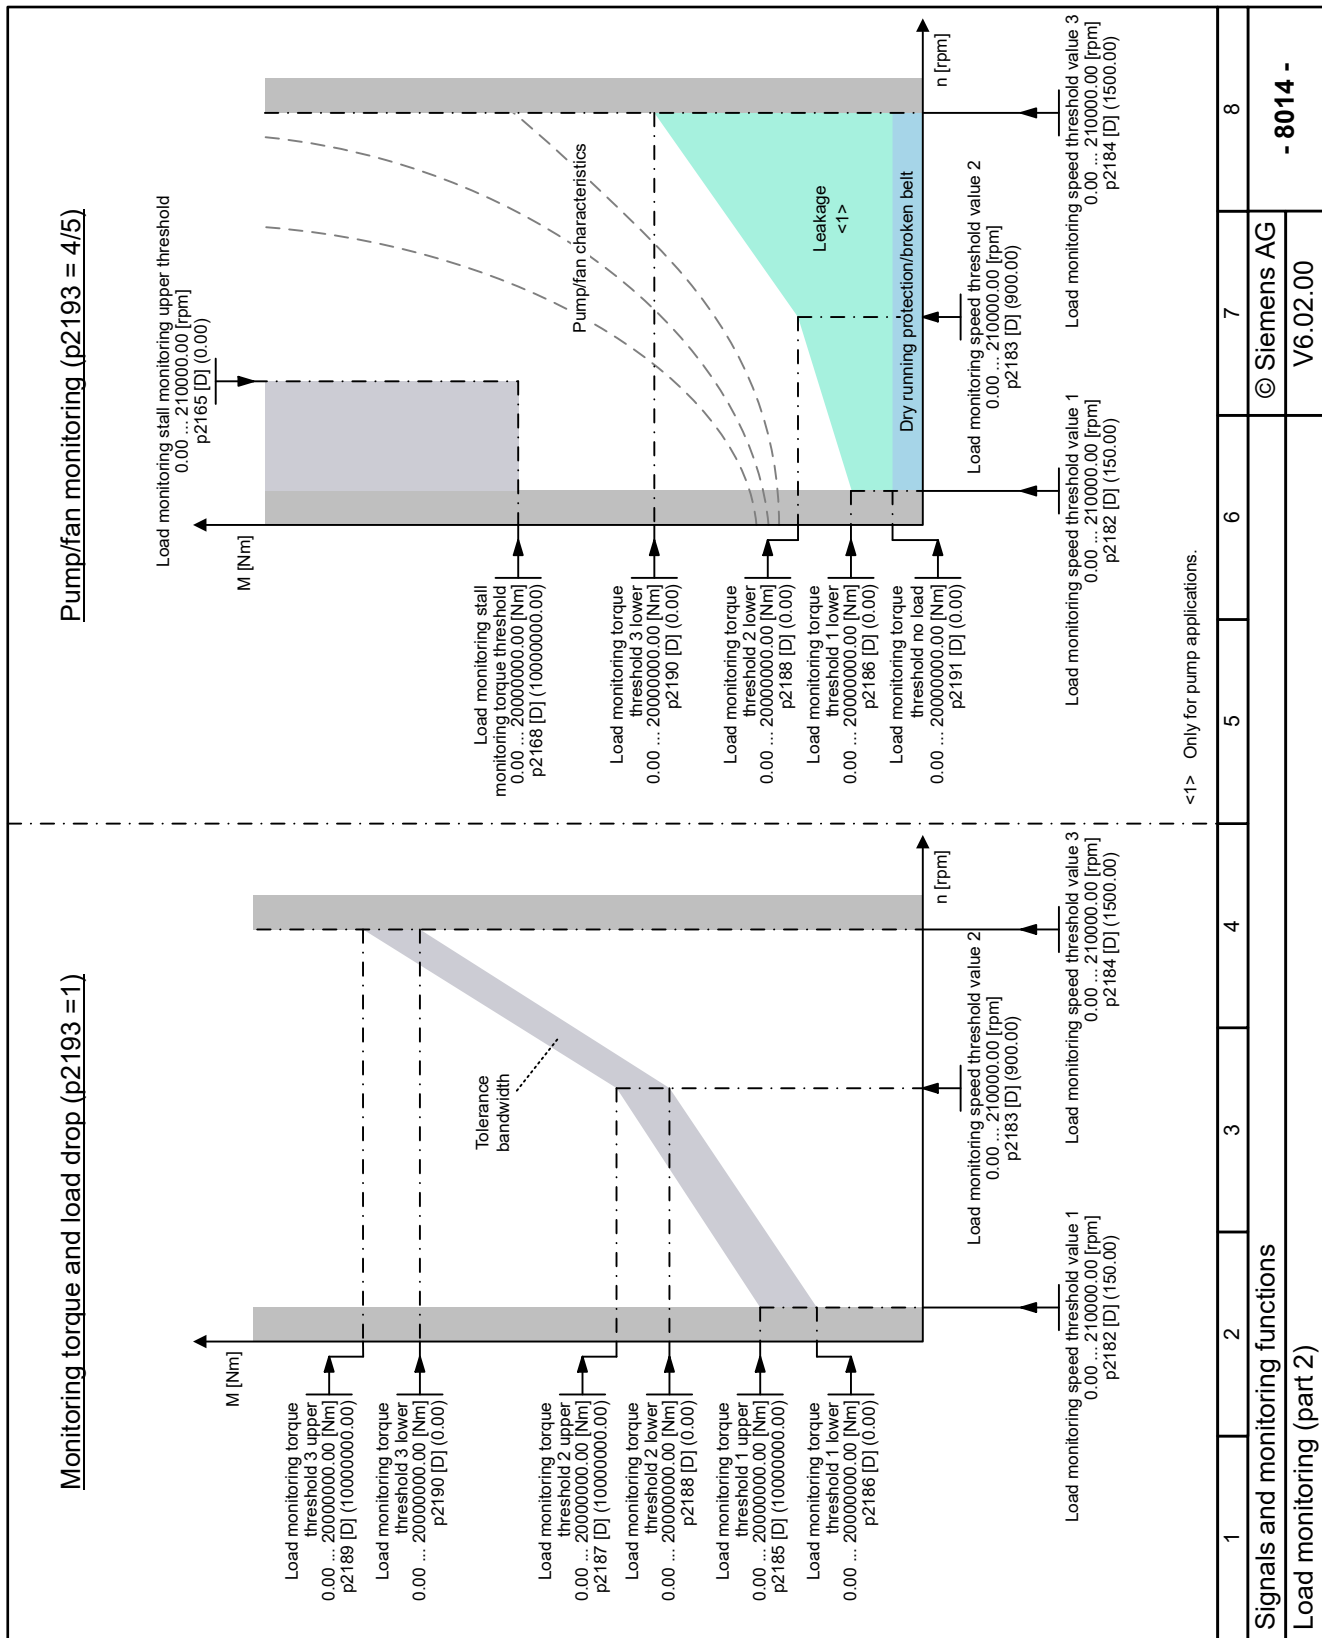 Monitoring torque and load drop (p2193 =1)
M [Nm]
Load monitoring torque
threshold 3 upper
0.00 ... 20000000.00 [Nm]
p2189 [D] (10000000.00)
Load monitoring torque
threshold 3 lower
0.00 ... 20000000.00 [Nm]
p2190 [D] (0.00)
Load monitoring torque
threshold 2 upper
0.00 ... 20000000.00 [Nm]
p2187 [D] (10000000.00)
Load monitoring torque
threshold 2 lower
0.00 ... 20000000.00 [Nm]
p2188 [D] (0.00)
Load monitoring torque
threshold 1 upper
0.00 ... 20000000.00 [Nm]
p2185 [D] (10000000.00)
Load monitoring torque
threshold 1 lower
0.00 ... 20000000.00 [Nm]
p2186 [D] (0.00)
Tolerance
bandwidth
n [rpm]
Load monitoring speed threshold value 2
0.00 ... 210000.00 [rpm]
p2183 [D] (900.00)
Load monitoring speed threshold value 1
0.00 ... 210000.00 [rpm]
p2182 [D] (150.00)
Load monitoring speed threshold value 3
0.00 ... 210000.00 [rpm]
p2184 [D] (1500.00)
Pump/fan monitoring (p2193 = 4/5)
Load monitoring stall monitoring upper threshold
0.00 ... 210000.00 [rpm]
p2165 [D] (0.00)
M [Nm]
Load monitoring stall
monitoring torque threshold
0.00 ... 20000000.00 [Nm]
p2168 [D] (10000000.00)
Load monitoring torque
threshold 3 lower
0.00 ... 20000000.00 [Nm]
p2190 [D] (0.00)
Load monitoring torque
threshold 2 lower
0.00 ... 20000000.00 [Nm]
p2188 [D] (0.00)
Load monitoring torque
threshold 1 lower
0.00 ... 20000000.00 [Nm]
p2186 [D] (0.00)
Load monitoring torque
threshold no load
0.00 ... 20000000.00 [Nm]
p2191 [D] (0.00)
Pump/fan characteristics
Leakage
<1>
Dry running protection/broken belt
n [rpm]
Load monitoring speed threshold value 2
0.00 ... 210000.00 [rpm]
p2183 [D] (900.00)
Load monitoring speed threshold value 1
0.00 ... 210000.00 [rpm]
p2182 [D] (150.00)
Load monitoring speed threshold value 3
0.00 ... 210000.00 [rpm]
p2184 [D] (1500.00)
<1> Only for pump applications.
1 2 3 4 5 6 7 8
Signals and monitoring functions
© Siemens AG
- 8014 -
Load monitoring (part 2)
V6.02.00